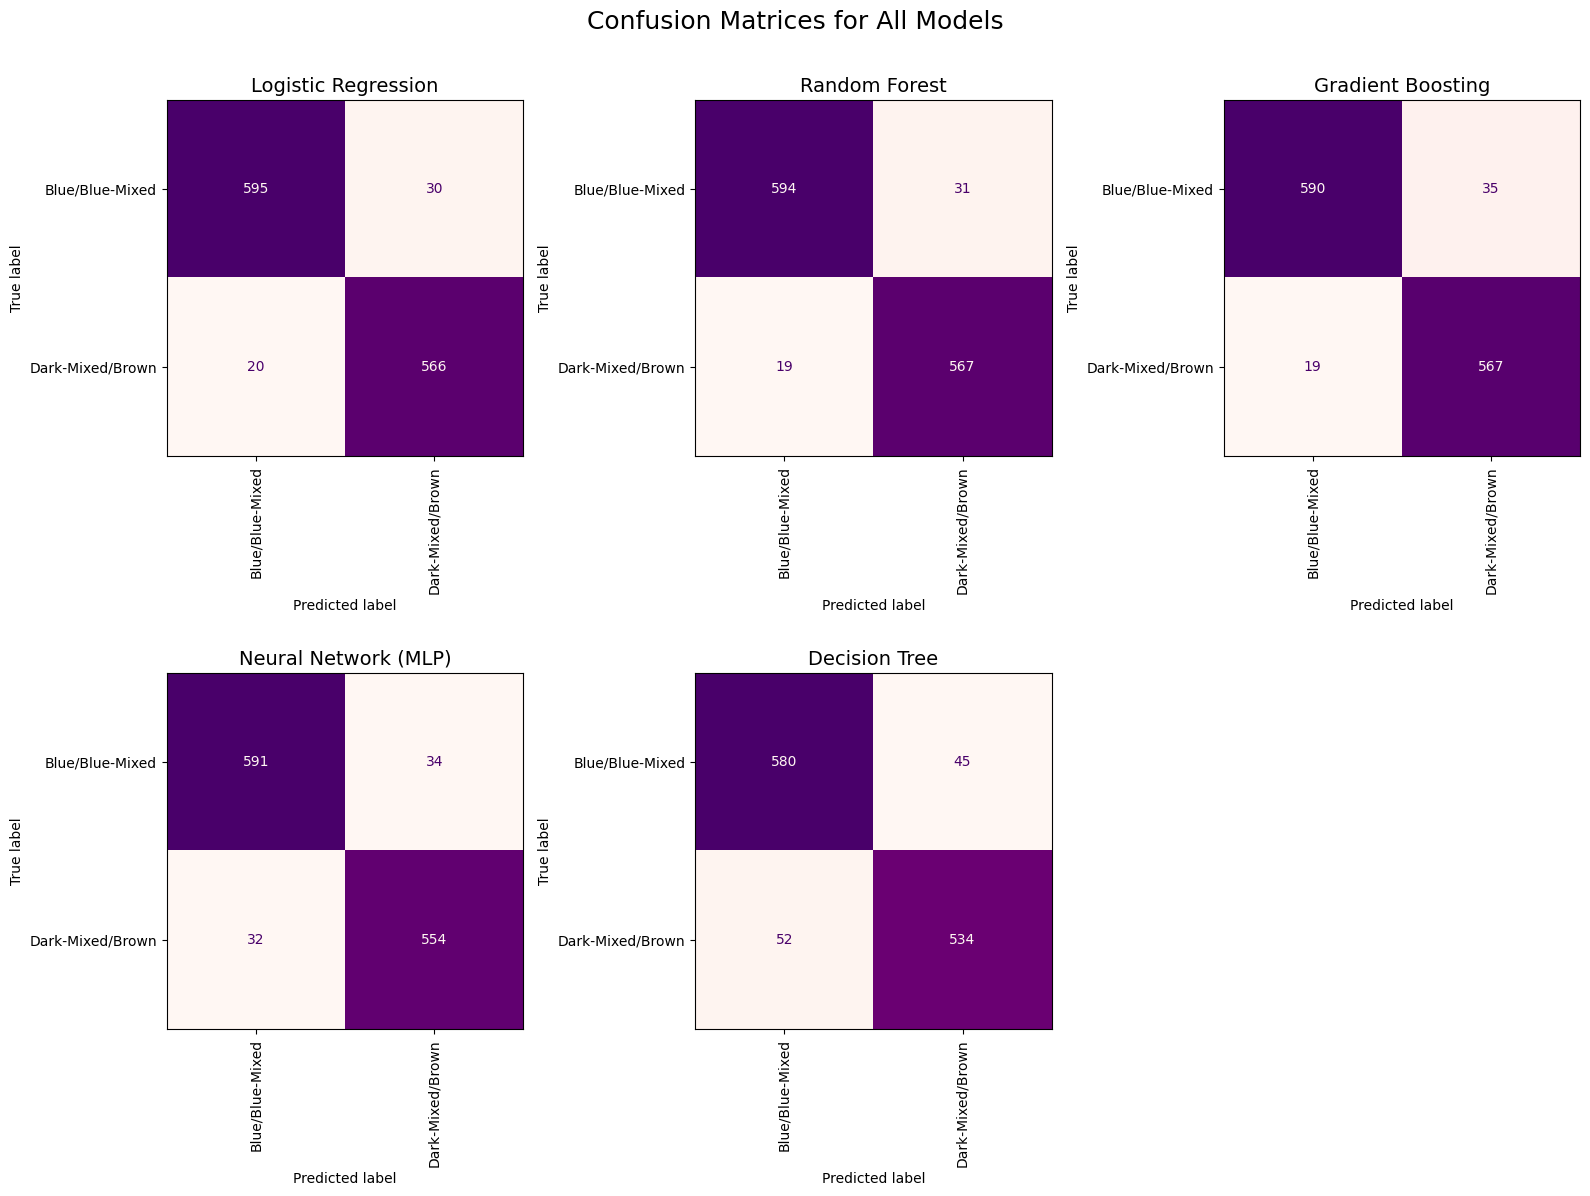 Confusion Matrices for All Models
Logistic Regression
True label
Blue/Blue-Mixed
595
30
Dark-Mixed/Brown
20
566
Blue/Blue-Mixed
Dark-Mixed/Brown
Predicted label
Random Forest
True label
Blue/Blue-Mixed
594
31
Dark-Mixed/Brown
19
567
Blue/Blue-Mixed
Dark-Mixed/Brown
Predicted label
Gradient Boosting
True label
Blue/Blue-Mixed
590
35
Dark-Mixed/Brown
19
567
Blue/Blue-Mixed
Dark-Mixed/Brown
Predicted label
Neural Network (MLP)
True label
Blue/Blue-Mixed
591
34
Dark-Mixed/Brown
32
554
Blue/Blue-Mixed
Dark-Mixed/Brown
Predicted label
Decision Tree
True label
Blue/Blue-Mixed
580
45
Dark-Mixed/Brown
52
534
Blue/Blue-Mixed
Dark-Mixed/Brown
Predicted label